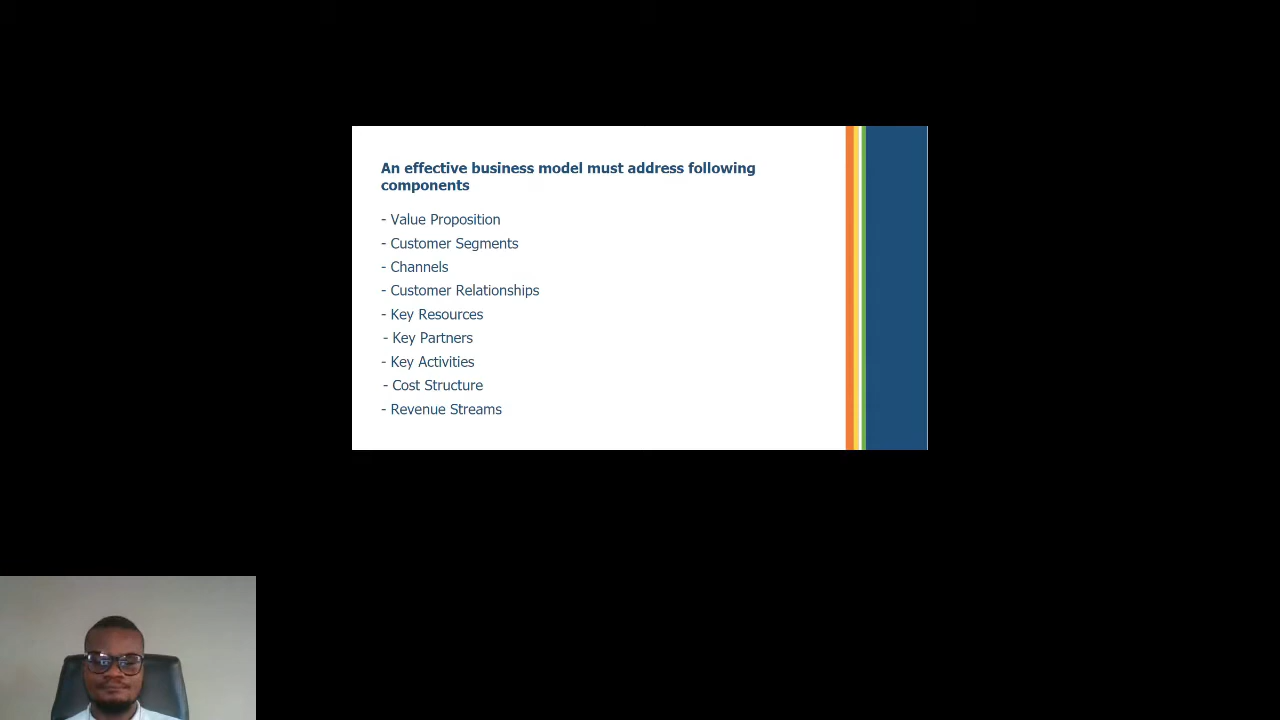 An effective business model must address following
components
- Value Proposition
- Customer Segments
- Channels
- Customer Relationships
- Key Resources
- Key Partners
- Key Activities
- Cost Structure
- Revenue Streams